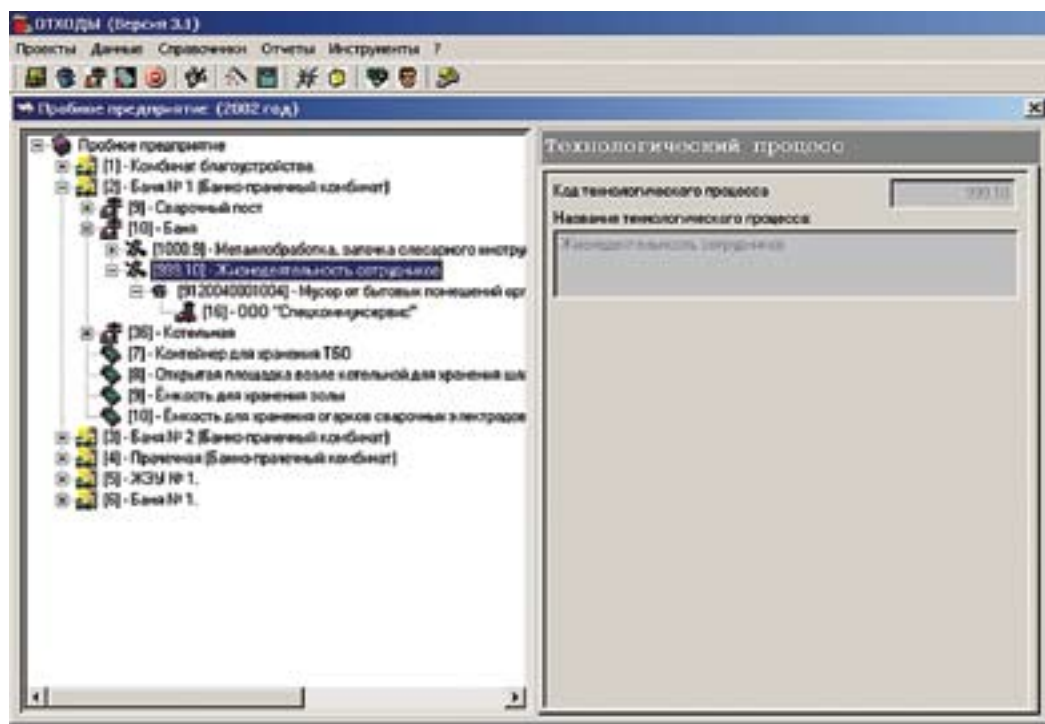 ОТХОДЫ (Версия 3.1)
Проекты Данные Справочники Отчеты Инструменты ?
Пробное предприятие (2002 год)
Пробное предприятие
[1] - Комбинат благоустройства.
[2] - Баня № 1 (Банно-прачечный комбинат)
[9] - Сварочный пост
[10] - Баня
[1000.9] - Металлобработка, заточка слесарного инстру
[999.10] - Жизнедеятельность сотрудников
[9120040001004] - Мусор от бытовых помещений орг
[16] - ООО "Спецкоммунсервис"
[36] - Котельная
[7] - Контейнер для хранения ТБО
[8] - Открытая площадка возле котельной для хранения шла
[9] - Ёмкость для хранения золы
[10] - Ёмкость для хранения огарков сварочных электродов
[3] - Баня № 2 (Банно-прачечный комбинат)
[4] - Прачечная (Банно-прачечный комбинат)
[5] - ЖЭУ № 1.
[6] - Баня № 1.
Технологический процесс
Код технологического процесса 999.10
Название технологического процесса
Жизнедеятельность сотрудников